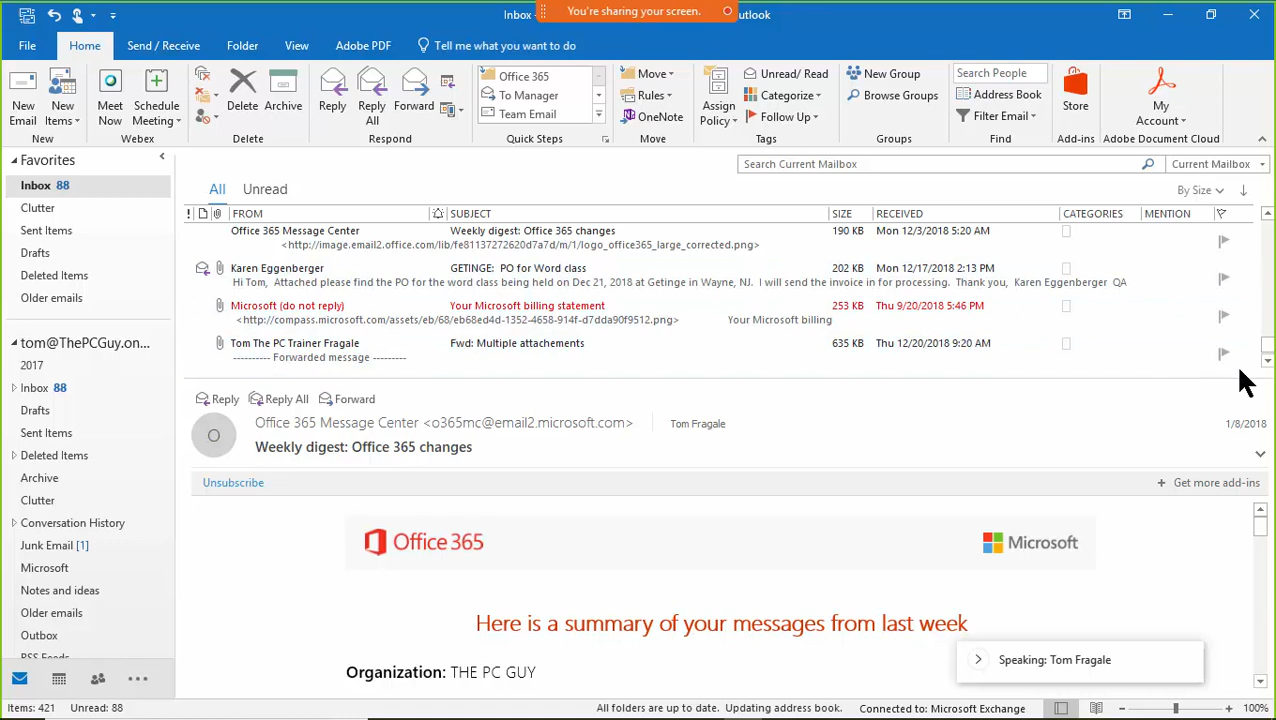 Inbox - You're sharing your screen. utlook
File Home Send / Receive Folder View Adobe PDF Tell me what you want to do
New Email New Items Meet Now Schedule Meeting Delete Archive Reply Reply All Forward
Office 365
To Manager
Team Email
Move
Rules
OneNote
Assign Policy
Unread/ Read
Categorize
Follow Up
New Group
Browse Groups
Search People
Address Book
Filter Email
Store
My Account
New Webex Delete Respond Quick Steps Move Tags Groups Find Add-ins Adobe Document Cloud
Favorites
Inbox 88
Clutter
Sent Items
Drafts
Deleted Items
Older emails
tom@ThePCGuy.on...
2017
Inbox 88
Drafts
Sent Items
Deleted Items
Archive
Clutter
Conversation History
Junk Email [1]
Microsoft
Notes and ideas
Older emails
Outbox
RSS Feeds
Search Current Mailbox Current Mailbox
All Unread By Size
! FROM SUBJECT SIZE RECEIVED CATEGORIES MENTION
Office 365 Message Center Weekly digest: Office 365 changes 190 KB Mon 12/3/2018 5:20 AM
<http://image.email2.office.com/lib/fe81137272620d7a7d/m/1/logo_office365_large_corrected.png>
Karen Eggenberger GETINGE: PO for Word class 202 KB Mon 12/17/2018 2:13 PM
Hi Tom, Attached please find the PO for the word class being held on Dec 21, 2018 at Getinge in Wayne, NJ. I will send the invoice in for processing. Thank you, Karen Eggenberger QA
Microsoft (do not reply) Your Microsoft billing statement 253 KB Thu 9/20/2018 5:46 PM
<http://compass.microsoft.com/assets/eb/68/eb68ed4d-1352-4658-914f-d7dda90f9512.png> Your Microsoft billing
Tom The PC Trainer Fragale Fwd: Multiple attachements 635 KB Thu 12/20/2018 9:20 AM
---------- Forwarded message ----------
Reply Reply All Forward
O
Office 365 Message Center <o365mc@email2.microsoft.com> Tom Fragale 1/8/2018
Weekly digest: Office 365 changes
Unsubscribe + Get more add-ins
Office 365 Microsoft
Here is a summary of your messages from last week
Organization: THE PC GUY
Speaking: Tom Fragale
Items: 421 Unread: 88 All folders are up to date. Updating address book. Connected to: Microsoft Exchange 100%